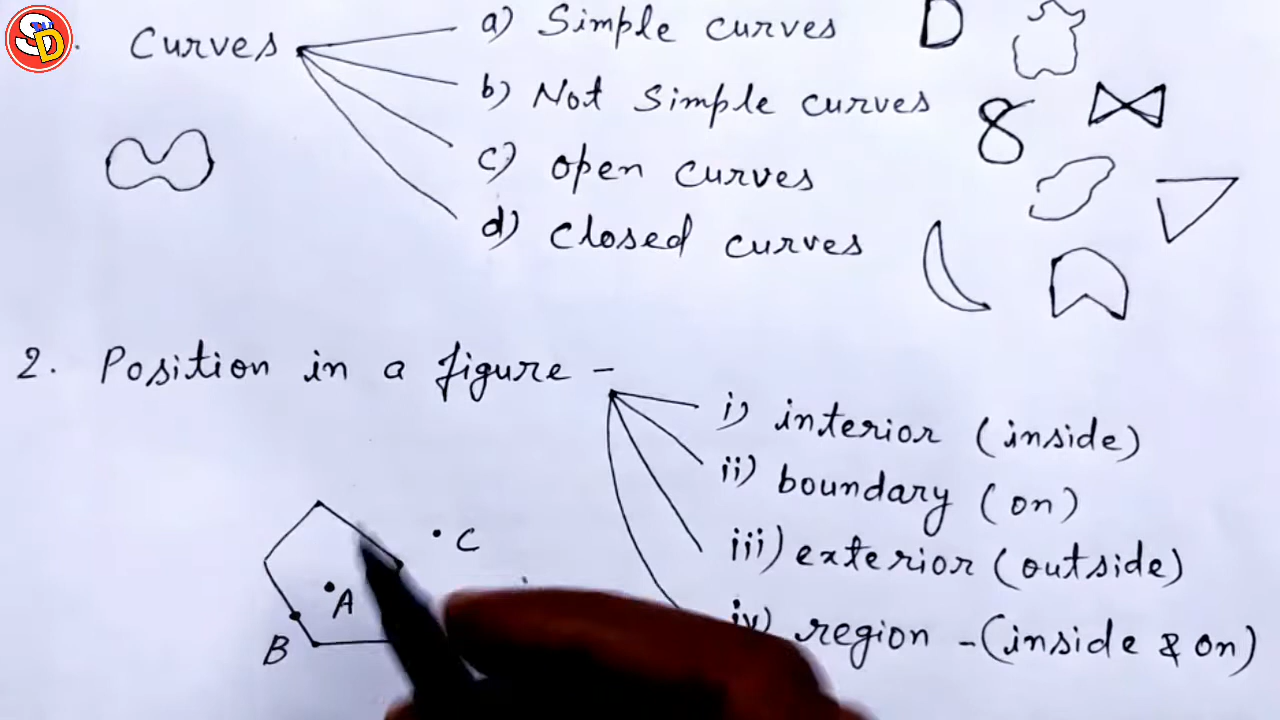 SD
Curves
a) Simple curves
b) Not Simple curves
c) open curves
d) closed curves
2. Position in a figure -
i) interior (inside)
ii) boundary (on)
iii) exterior (outside)
iv) region - (inside & on)
C
A
B